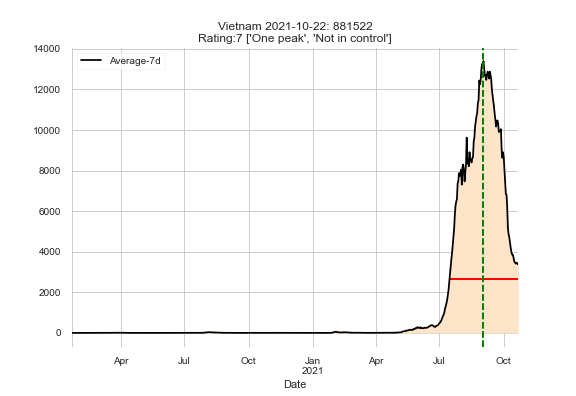 Vietnam 2021-10-22: 881522
Rating:7 ['One peak', 'Not in control']
Average-7d
14000
12000
10000
8000
6000
4000
2000
0
Apr Jul Oct Jan Apr Jul Oct
2021
Date